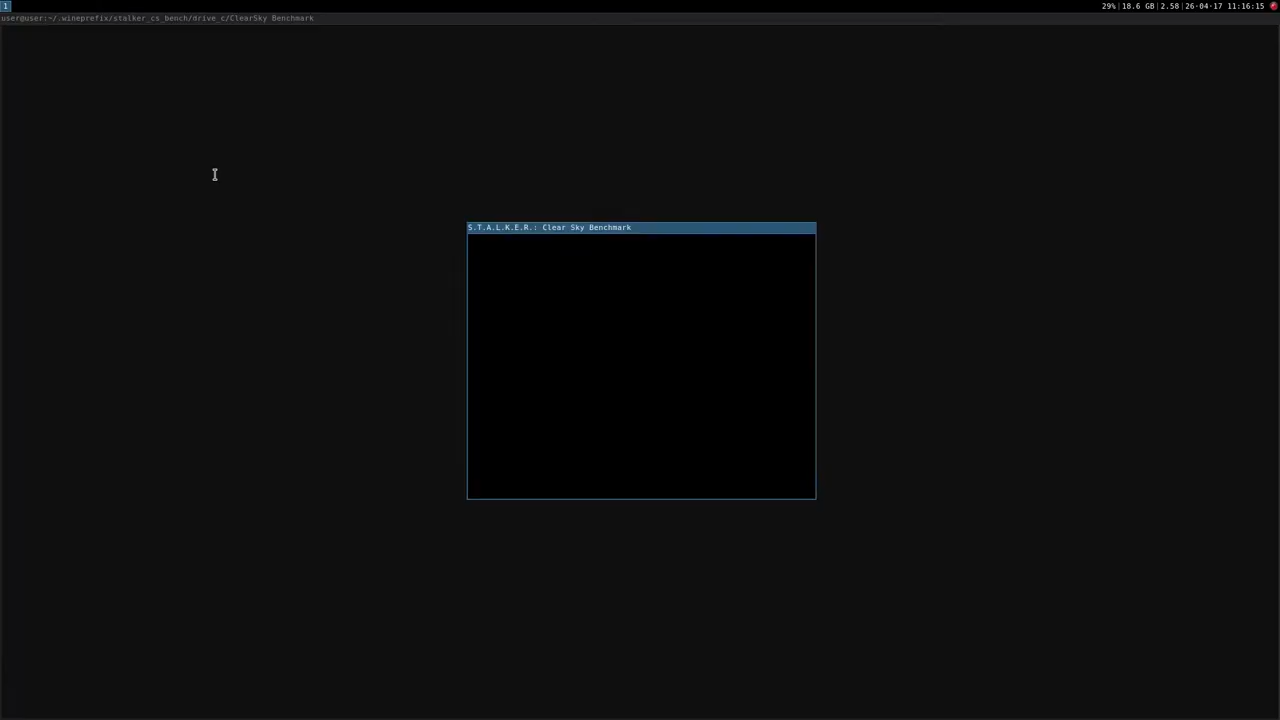 1
29%|18.6 GB|2.58|26-04-17 11:16:15
user@user:~/.wineprefix/stalker_cs_bench/drive_c/ClearSky Benchmark
S.T.A.L.K.E.R.: Clear Sky Benchmark